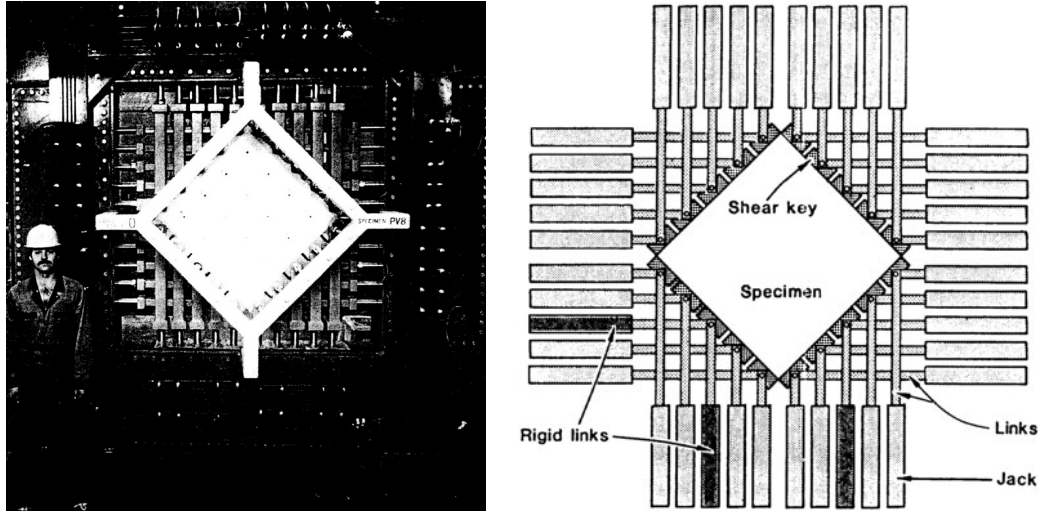 SPECIMEN PV8
Shear key
Specimen
Rigid links
Links
Jack